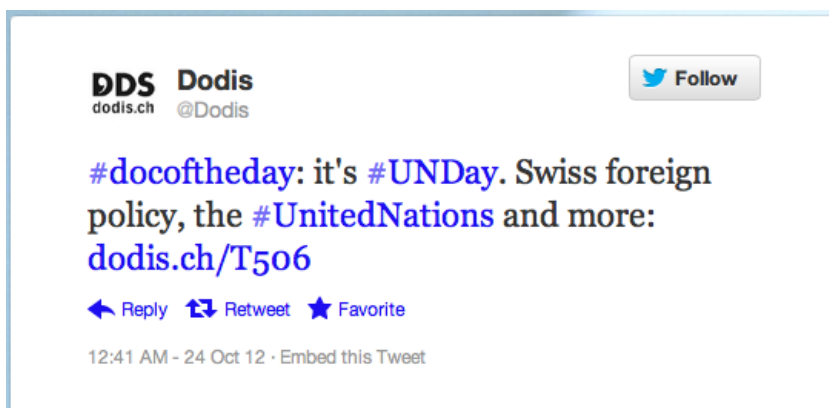 DDS Dodis Follow
dodis.ch @Dodis
#docoftheday: it's #UNDay. Swiss foreign
policy, the #UnitedNations and more:
dodis.ch/T506
Reply Retweet Favorite
12:41 AM - 24 Oct 12 · Embed this Tweet